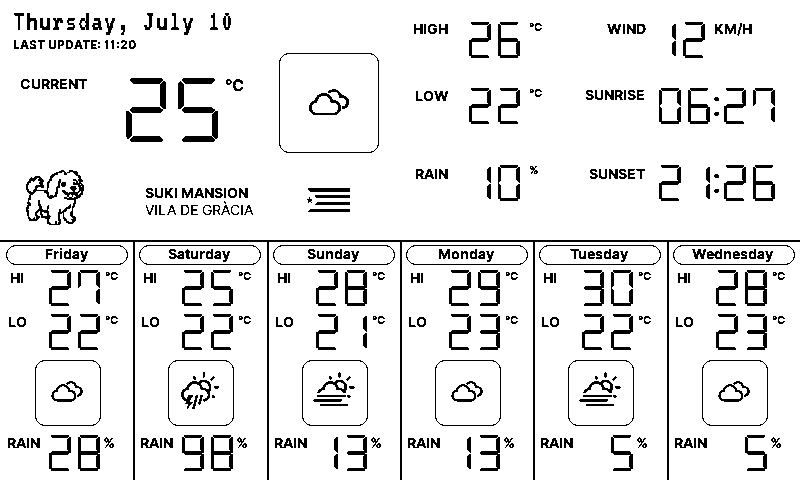 Thursday, July 10
LAST UPDATE: 11:20
CURRENT 25 °C
HIGH 26 °C
LOW 22 °C
RAIN 10 %
WIND 12 KM/H
SUNRISE 06:27
SUNSET 21:26
SUKI MANSION
VILA DE GRÀCIA
Friday
HI 27 °C
LO 22 °C
RAIN 28 %
Saturday
HI 25 °C
LO 22 °C
RAIN 98 %
Sunday
HI 28 °C
LO 21 °C
RAIN 13 %
Monday
HI 29 °C
LO 23 °C
RAIN 13 %
Tuesday
HI 30 °C
LO 22 °C
RAIN 5 %
Wednesday
HI 28 °C
LO 23 °C
RAIN 5 %